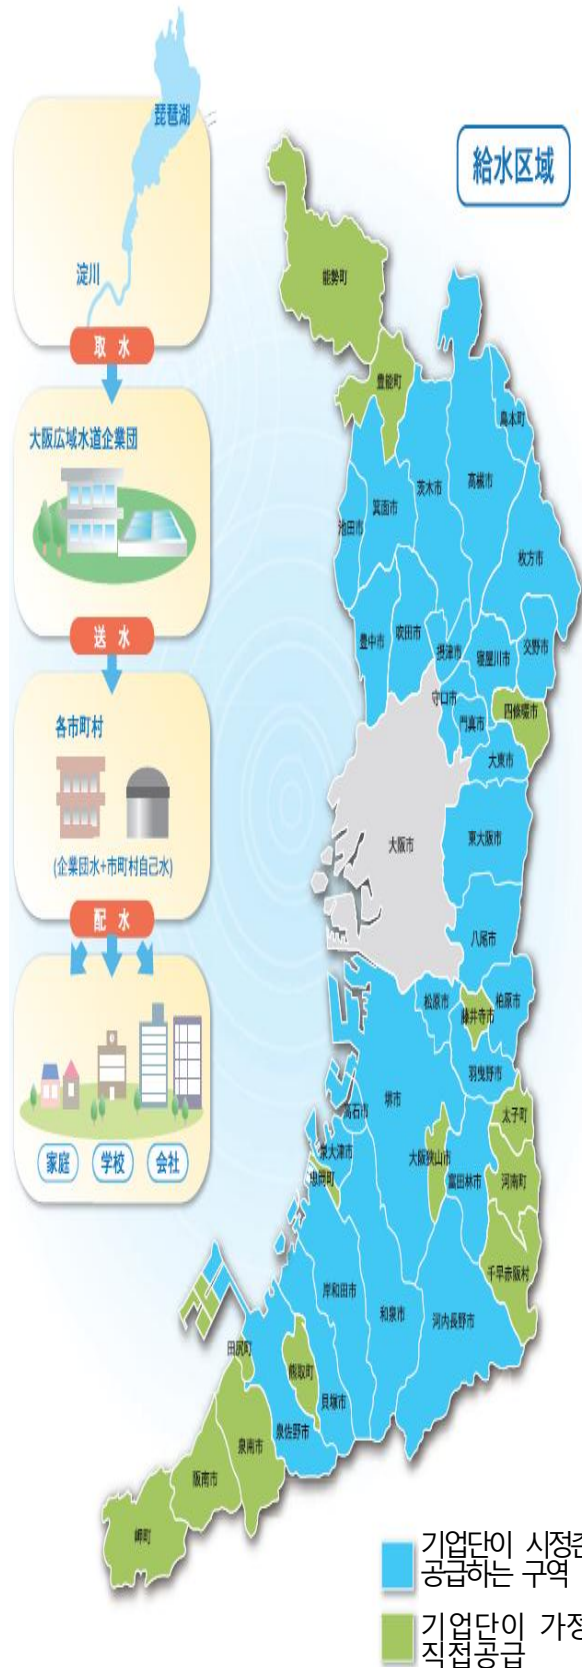 琵琶湖
淀川
取水
大阪広域水道企業団
送水
各市町村
(企業団水+市町村自己水)
配水
家庭
学校
会社
給水区域
能勢町
豊能町
島本町
高槻市
茨木市
箕面市
池田市
枚方市
豊中市
吹田市
摂津市
寝屋川市
交野市
守口市
門真市
四條畷市
大東市
大阪市
東大阪市
八尾市
松原市
藤井寺市
柏原市
羽曳野市
高石市
堺市
太子町
泉大津市
忠岡町
大阪狭山市
富田林市
河南町
千早赤阪村
岸和田市
和泉市
河内長野市
田尻町
熊取町
貝塚市
泉佐野市
泉南市
阪南市
岬町
기업단이 시정촌
공급하는 구역
기업단이 가정
직접공급